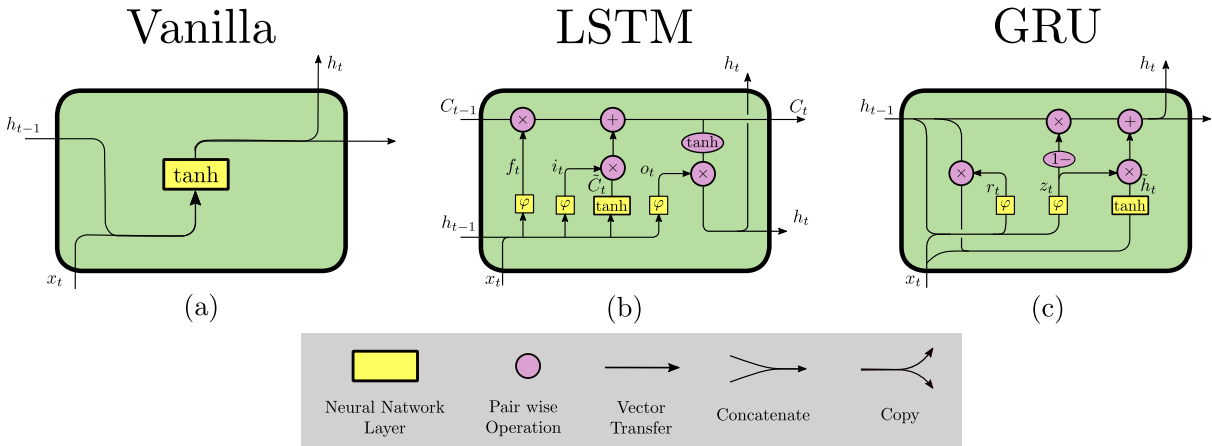 Vanilla
LSTM
GRU
h_t
h_{t-1}
tanh
x_t
(a)
h_t
C_{t-1}
×
+
C_t
tanh
f_t
i_t
×
o_t
×
C̃_t
φ
φ
tanh
φ
h_{t-1}
h_t
x_t
(b)
h_t
h_{t-1}
×
+
1−
×
×
r_t
z_t
h̃_t
φ
φ
tanh
x_t
(c)
Neural Natwork
Layer
Pair wise
Operation
Vector
Transfer
Concatenate
Copy